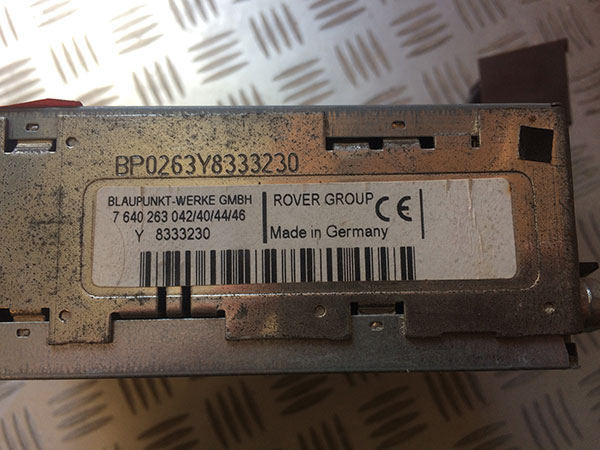 BP0263Y8333230
BLAUPUNKT-WERKE GMBH
7 640 263 042/40/44/46
Y 8333230
ROVER GROUP CE
Made in Germany